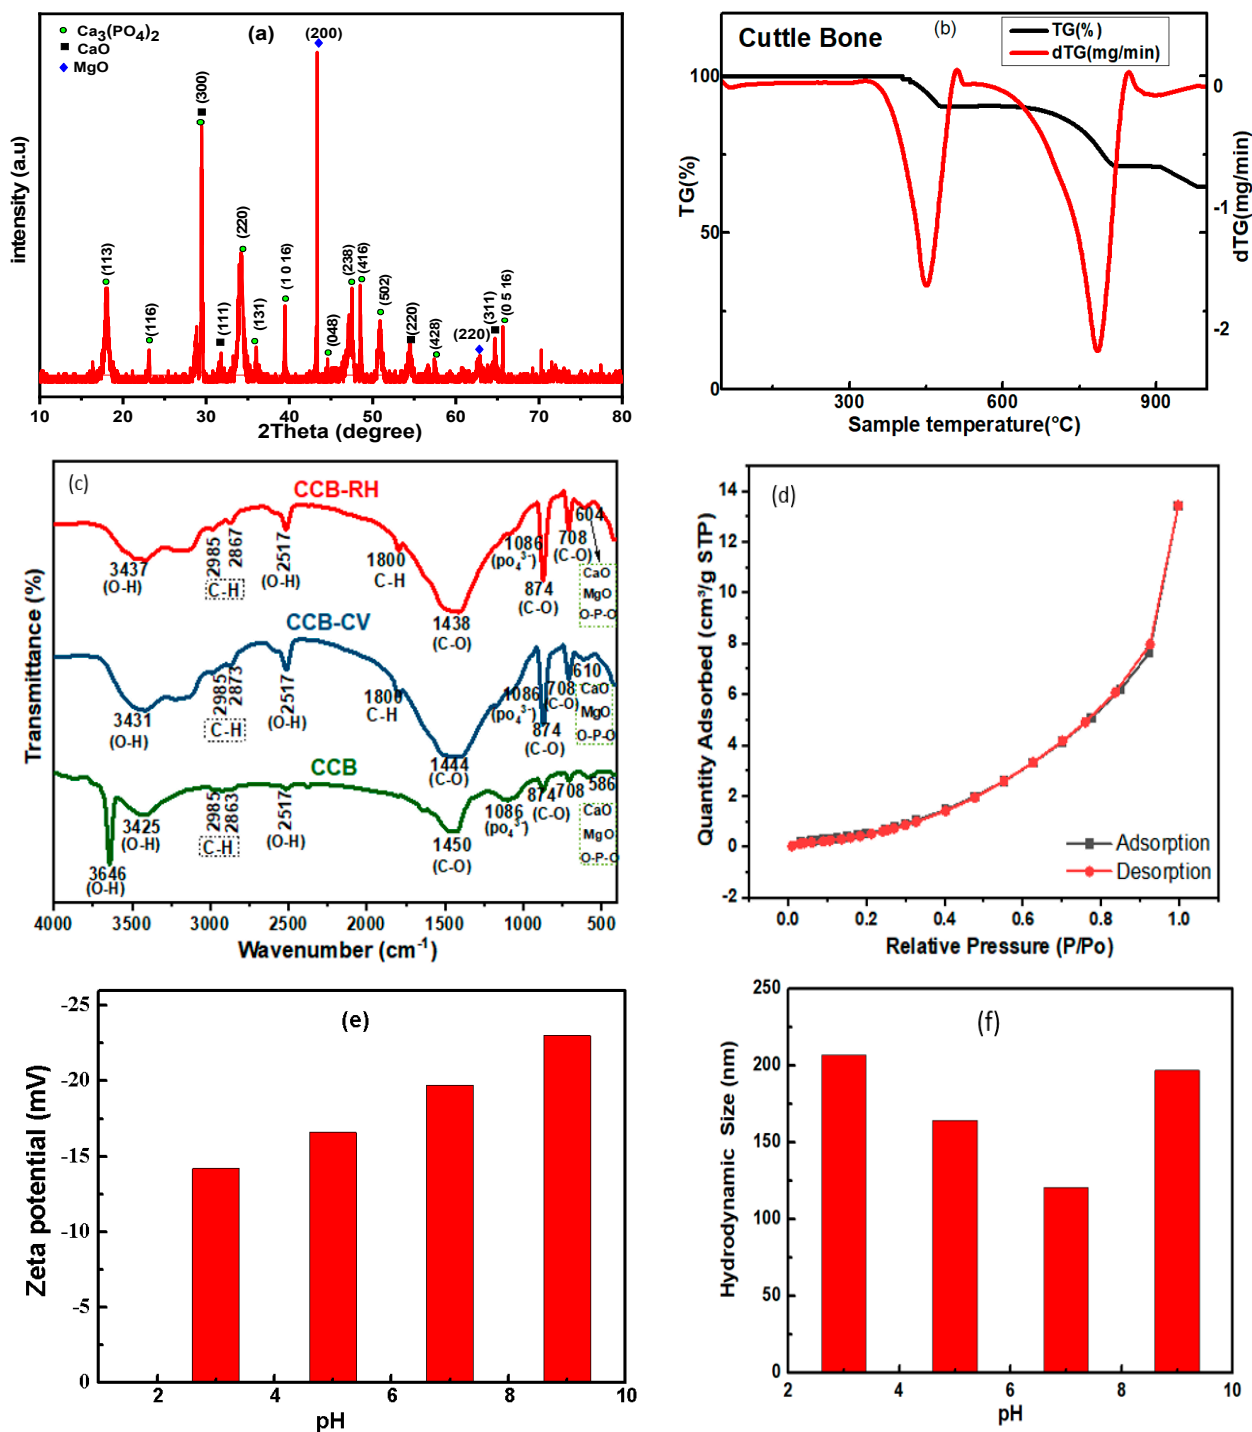 Ca3(PO4)2
CaO
MgO
(a)
(200)
(300)
(113)
(116)
(111)
(220)
(131)
(1 0 16)
(048)
(238)
(416)
(502)
(220)
(428)
(220)
(311)
(0 5 16)
intensity (a.u)
10 20 30 40 50 60 70 80
2Theta (degree)
Cuttle Bone
(b)
TG(%)
dTG(mg/min)
100
50
0
TG(%)
0
-1
-2
dTG(mg/min)
300 600 900
Sample temperature(°C)
(c)
CCB-RH
3437
(O-H)
2985
2867
C-H
2517
(O-H)
1800
C-H
1438
(C-O)
1086
(po4³⁻)
874
(C-O)
708
(C-O)
604
CaO
MgO
O-P-O
CCB-CV
3431
(O-H)
2985
2873
C-H
2517
(O-H)
1800
C-H
1444
(C-O)
1086
(po4³⁻)
874
(C-O)
708
(C-O)
610
CaO
MgO
O-P-O
CCB
3646
(O-H)
3425
(O-H)
2985
2863
C-H
2517
(O-H)
1450
(C-O)
1086
(po4³⁻)
874
(C-O)
708
586
CaO
MgO
O-P-O
Transmittance (%)
4000 3500 3000 2500 2000 1500 1000 500
Wavenumber (cm⁻¹)
(d)
14
12
10
8
6
4
2
0
-2
Quantity Adsorbed (cm³/g STP)
Adsorption
Desorption
0.0 0.2 0.4 0.6 0.8 1.0
Relative Pressure (P/Po)
(e)
-25
-20
-15
-10
-5
0
Zeta potential (mV)
2 4 6 8 10
pH
(f)
250
200
150
100
50
0
Hydrodynamic Size (nm)
2 4 6 8 10
pH